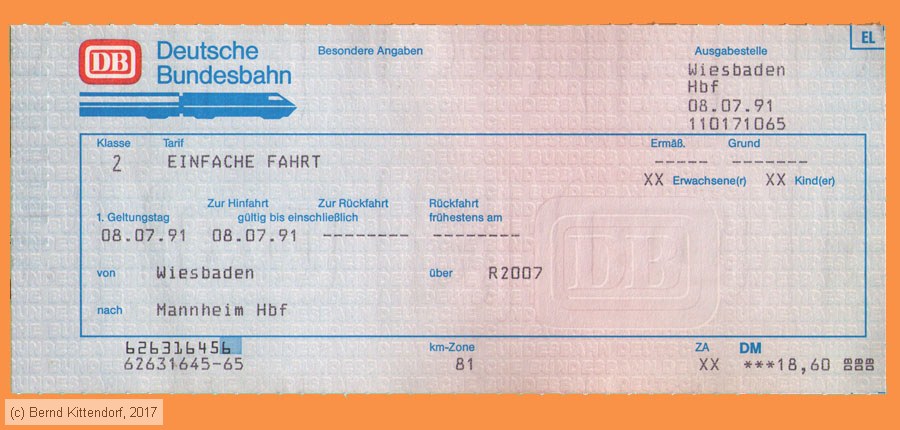 EL
DB Deutsche Bundesbahn
Besondere Angaben
Ausgabestelle
Wiesbaden
Hbf
08.07.91
110171065
Klasse Tarif Ermäß. Grund
2 EINFACHE FAHRT ----- -------
XX Erwachsene(r) XX Kind(er)
Zur Hinfahrt Zur Rückfahrt Rückfahrt
1. Geltungstag gültig bis einschließlich frühestens am
08.07.91 08.07.91 -------- --------
von Wiesbaden über R2007
nach Mannheim Hbf
DB
626316456 km-Zone ZA DM
62631645-65 81 XX ***18,60
(c) Bernd Kittendorf, 2017